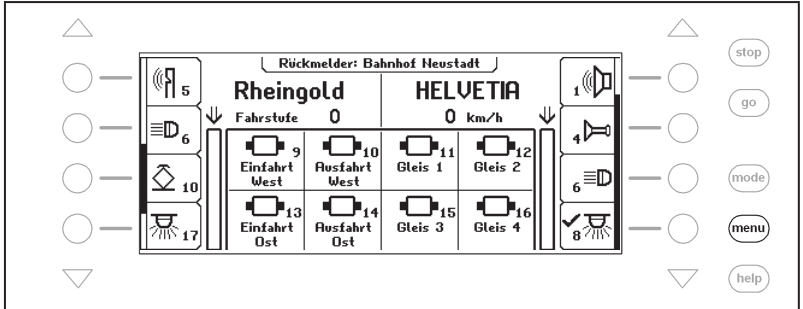 Rückmelder: Bahnhof Neustadt
Rheingold HELVETIA
Fahrstufe 0 0 km/h
5 1
6 4
10 6
17 8
9 10 11 12
Einfahrt West Ausfahrt West Gleis 1 Gleis 2
13 14 15 16
Einfahrt Ost Ausfahrt Ost Gleis 3 Gleis 4
stop
go
mode
menu
help